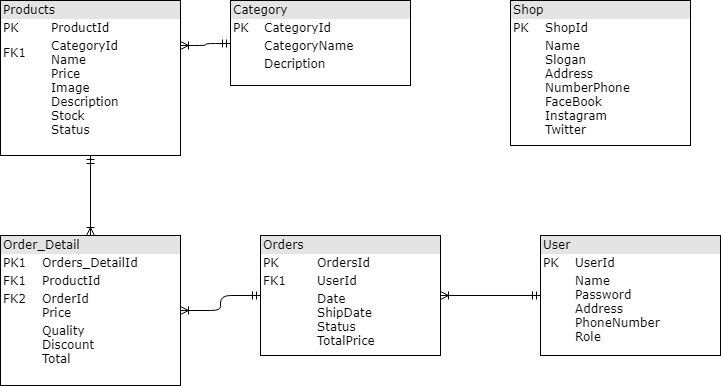 Products
PK ProductId
FK1 CategoryId
Name
Price
Image
Description
Stock
Status
Category
PK CategoryId
CategoryName
Decription
Shop
PK ShopId
Name
Slogan
Address
NumberPhone
FaceBook
Instagram
Twitter
Order_Detail
PK1 Orders_DetailId
FK1 ProductId
FK2 OrderId
Price
Quality
Discount
Total
Orders
PK OrdersId
FK1 UserId
Date
ShipDate
Status
TotalPrice
User
PK UserId
Name
Password
Address
PhoneNumber
Role